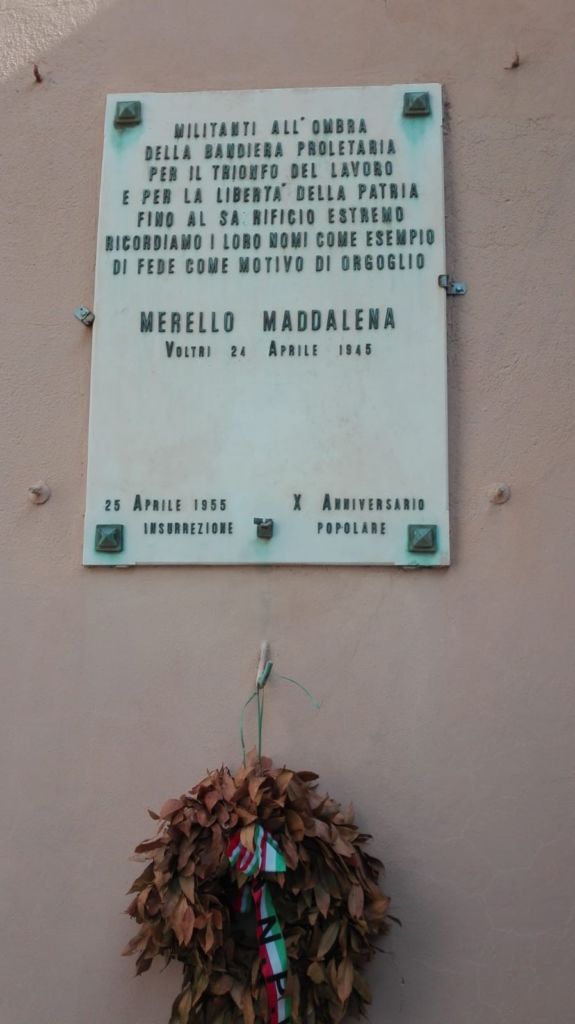 MILITANTI ALL'OMBRA
DELLA BANDIERA PROLETARIA
PER IL TRIONFO DEL LAVORO
E PER LA LIBERTA' DELLA PATRIA
FINO AL SA RIFICIO ESTREMO
RICORDIAMO I LORO NOMI COME ESEMPIO
DI FEDE COME MOTIVO DI ORGOGLIO
MERELLO MADDALENA
VOLTRI 24 APRILE 1945
25 APRILE 1955 X ANNIVERSARIO
INSURREZIONE POPOLARE
N.P.